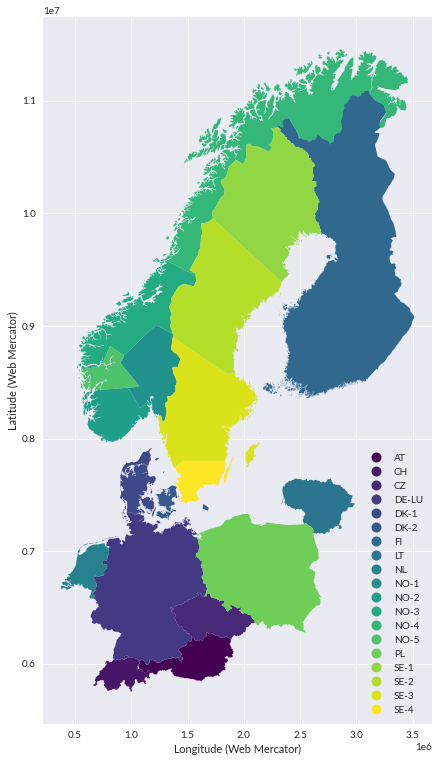 1e7
1.1
1.0
0.9
0.8
0.7
0.6
Latitude (Web Mercator)
AT
CH
CZ
DE-LU
DK-1
DK-2
FI
LT
NL
NO-1
NO-2
NO-3
NO-4
NO-5
PL
SE-1
SE-2
SE-3
SE-4
0.5 1.0 1.5 2.0 2.5 3.0 3.5
Longitude (Web Mercator)
1e6